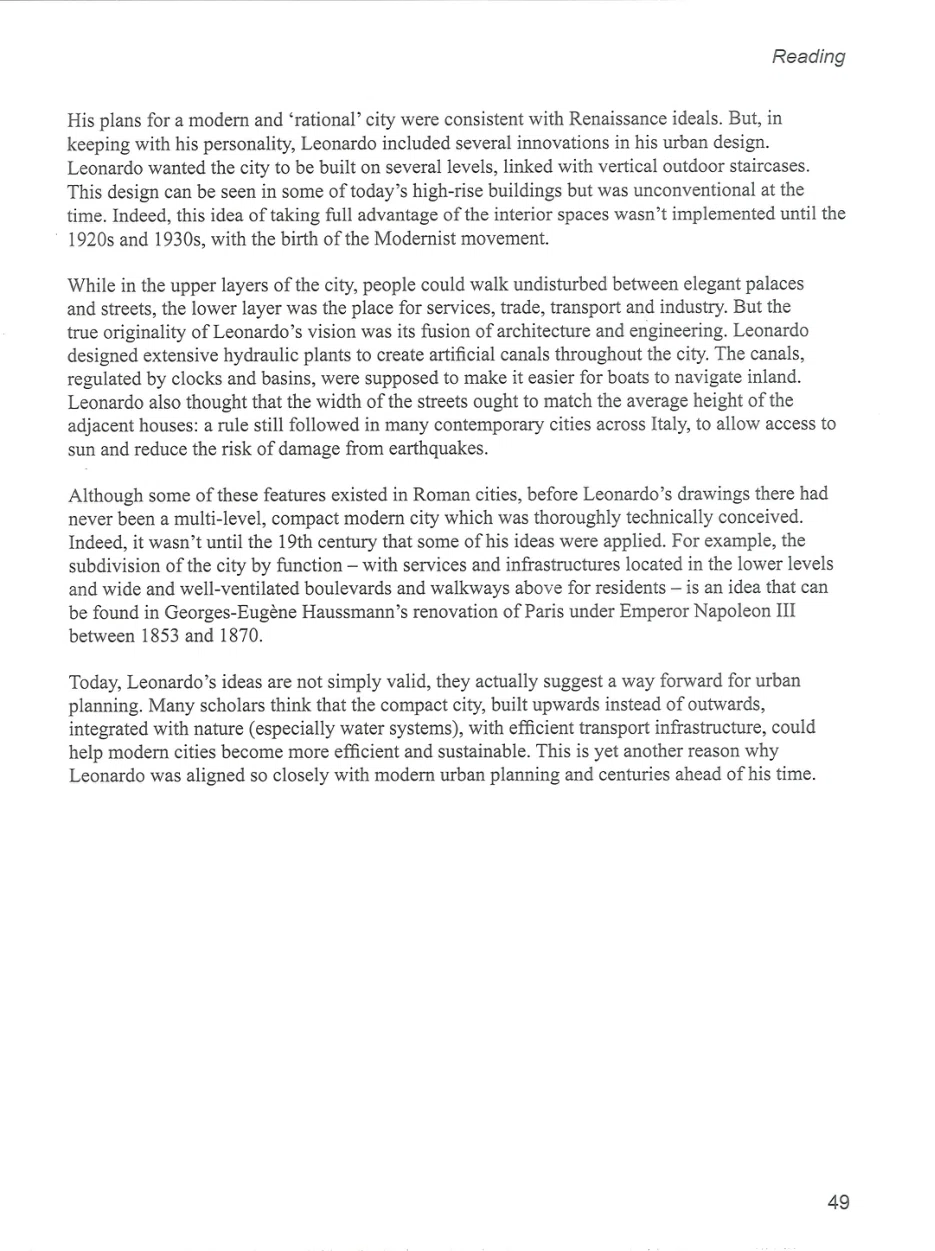 Reading
His plans for a modern and ‘rational’ city were consistent with Renaissance ideals. But, in
keeping with his personality, Leonardo included several innovations in his urban design.
Leonardo wanted the city to be built on several levels, linked with vertical outdoor staircases.
This design can be seen in some of today’s high-rise buildings but was unconventional at the
time. Indeed, this idea of taking full advantage of the interior spaces wasn’t implemented until the
1920s and 1930s, with the birth of the Modernist movement.
While in the upper layers of the city, people could walk undisturbed between elegant palaces
and streets, the lower layer was the place for services, trade, transport and industry. But the
true originality of Leonardo’s vision was its fusion of architecture and engineering. Leonardo
designed extensive hydraulic plants to create artificial canals throughout the city. The canals,
regulated by clocks and basins, were supposed to make it easier for boats to navigate inland.
Leonardo also thought that the width of the streets ought to match the average height of the
adjacent houses: a rule still followed in many contemporary cities across Italy, to allow access to
sun and reduce the risk of damage from earthquakes.
Although some of these features existed in Roman cities, before Leonardo’s drawings there had
never been a multi-level, compact modern city which was thoroughly technically conceived.
Indeed, it wasn’t until the 19th century that some of his ideas were applied. For example, the
subdivision of the city by function – with services and infrastructures located in the lower levels
and wide and well-ventilated boulevards and walkways above for residents – is an idea that can
be found in Georges-Eugène Haussmann’s renovation of Paris under Emperor Napoleon III
between 1853 and 1870.
Today, Leonardo’s ideas are not simply valid, they actually suggest a way forward for urban
planning. Many scholars think that the compact city, built upwards instead of outwards,
integrated with nature (especially water systems), with efficient transport infrastructure, could
help modern cities become more efficient and sustainable. This is yet another reason why
Leonardo was aligned so closely with modern urban planning and centuries ahead of his time.
49